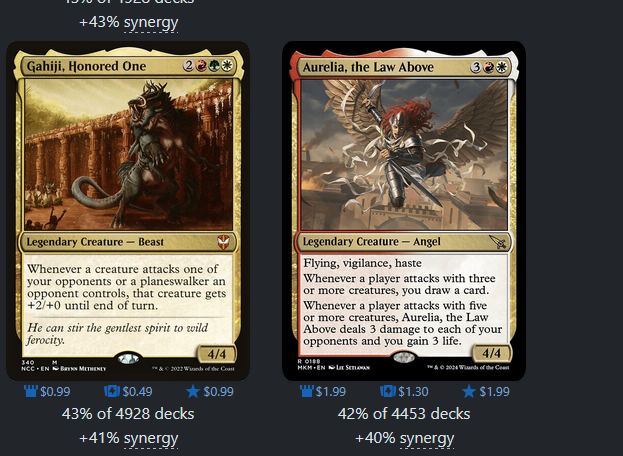 +43% synergy
Gahiji, Honored One 2
Legendary Creature — Beast
Whenever a creature attacks one of
your opponents or a planeswalker an
opponent controls, that creature gets
+2/+0 until end of turn.
He can stir the gentlest spirit to wild
ferocity.
4/4
340 M
NCC • EN Brynn Metheney
™ & © 2022 Wizards of the Coast
$0.99 $0.49 $0.99
43% of 4928 decks
+41% synergy
Aurelia, the Law Above 3
Legendary Creature — Angel
Flying, vigilance, haste
Whenever a player attacks with three
or more creatures, you draw a card.
Whenever a player attacks with five
or more creatures, Aurelia, the Law
Above deals 3 damage to each of your
opponents and you gain 3 life.
4/4
R 0188
MKM • EN Lie Setiawan
™ & © 2024 Wizards of the Coast
$1.99 $1.30 $1.99
42% of 4453 decks
+40% synergy